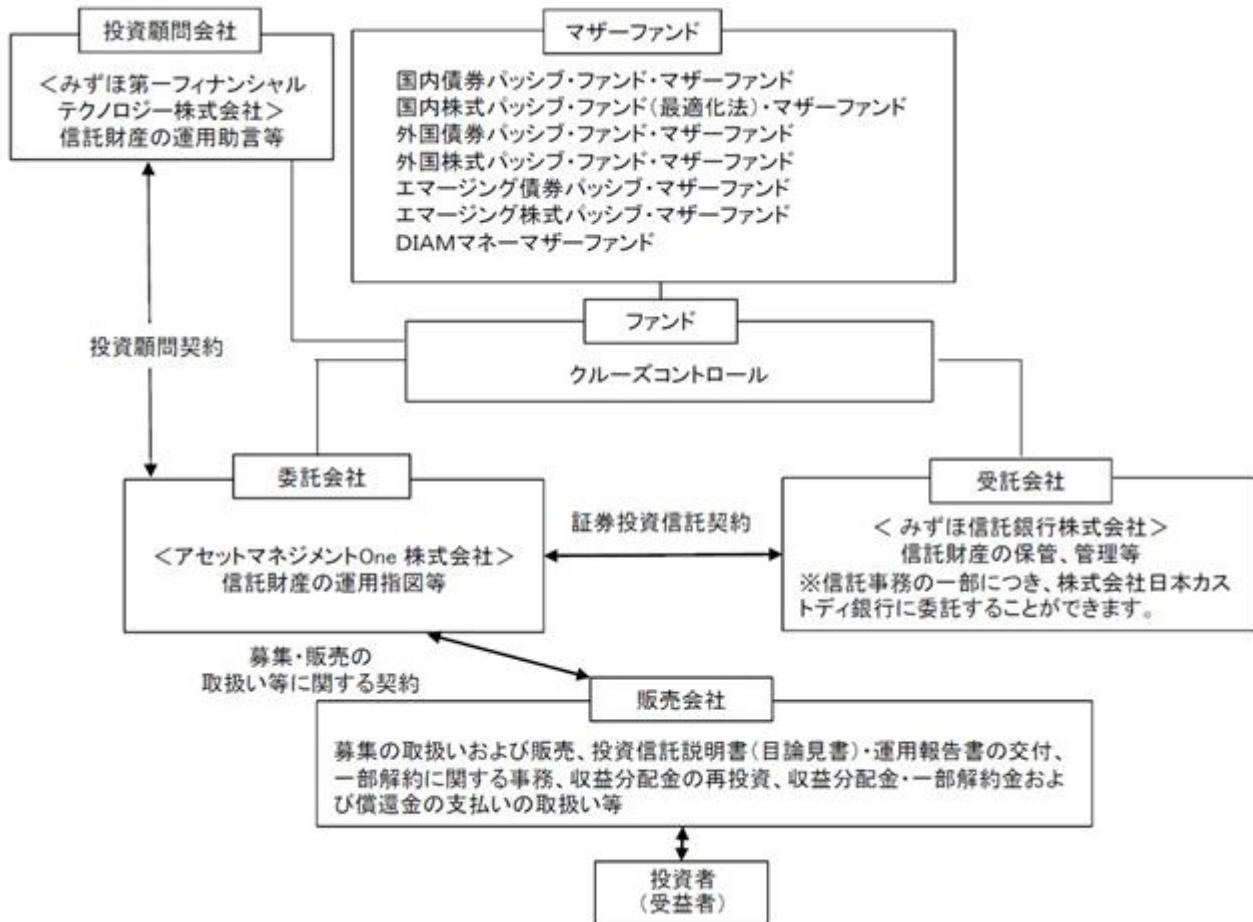 投資顧問会社
＜みずほ第一フィナンシャル
テクノロジー株式会社＞
信託財産の運用助言等
マザーファンド
国内債券パッシブ・ファンド・マザーファンド
国内株式パッシブ・ファンド(最適化法)・マザーファンド
外国債券パッシブ・ファンド・マザーファンド
外国株式パッシブ・ファンド・マザーファンド
エマージング債券パッシブ・マザーファンド
エマージング株式パッシブ・マザーファンド
DIAMマネーマザーファンド
ファンド
クルーズコントロール
投資顧問契約
委託会社
＜アセットマネジメントOne 株式会社＞
信託財産の運用指図等
証券投資信託契約
受託会社
＜ みずほ信託銀行株式会社＞
信託財産の保管、管理等
※信託事務の一部につき、株式会社日本カス
トディ銀行に委託することができます。
募集・販売の
取扱い等に関する契約
販売会社
募集の取扱いおよび販売、投資信託説明書(目論見書)・運用報告書の交付、
一部解約に関する事務、収益分配金の再投資、収益分配金・一部解約金およ
び償還金の支払いの取扱い等
投資者
(受益者)